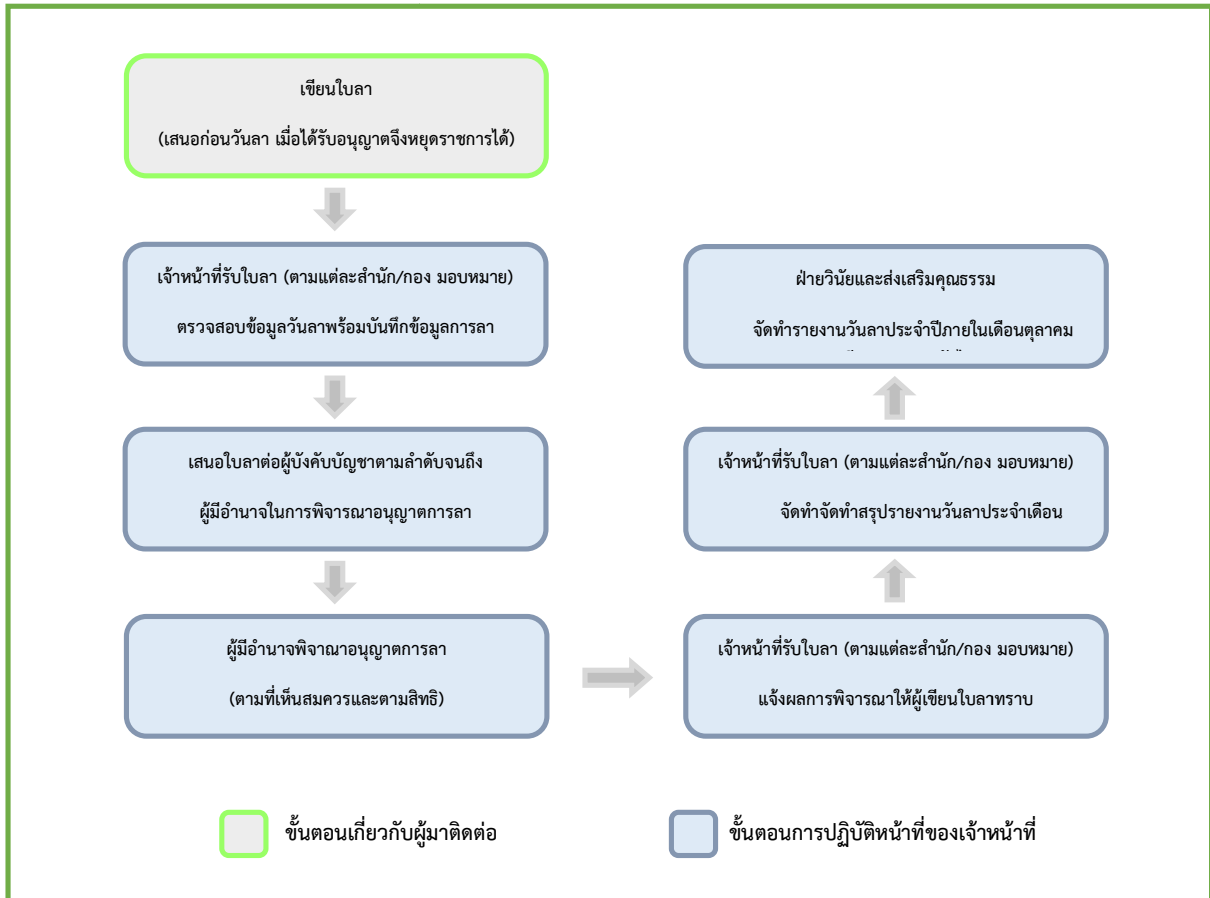 เขียนใบลา
(เสนอก่อนวันลา เมื่อได้รับอนุญาตจึงหยุดราชการได้)
เจ้าหน้าที่รับใบลา (ตามแต่ละสำนัก/กอง มอบหมาย)
ตรวจสอบข้อมูลวันลาพร้อมบันทึกข้อมูลการลา
เสนอใบลาต่อผู้บังคับบัญชาตามลำดับจนถึง
ผู้มีอำนาจในการพิจารณาอนุญาตการลา
ผู้มีอำนาจพิจาณาอนุญาตการลา
(ตามที่เห็นสมควรและตามสิทธิ)
เจ้าหน้าที่รับใบลา (ตามแต่ละสำนัก/กอง มอบหมาย)
แจ้งผลการพิจารณาให้ผู้เขียนใบลาทราบ
เจ้าหน้าที่รับใบลา (ตามแต่ละสำนัก/กอง มอบหมาย)
จัดทำจัดทำสรุปรายงานวันลาประจำเดือน
ฝ่ายวินัยและส่งเสริมคุณธรรม
จัดทำรายงานวันลาประจำปีภายในเดือนตุลาคม
ขั้นตอนเกี่ยวกับผู้มาติดต่อ
ขั้นตอนการปฏิบัติหน้าที่ของเจ้าหน้าที่